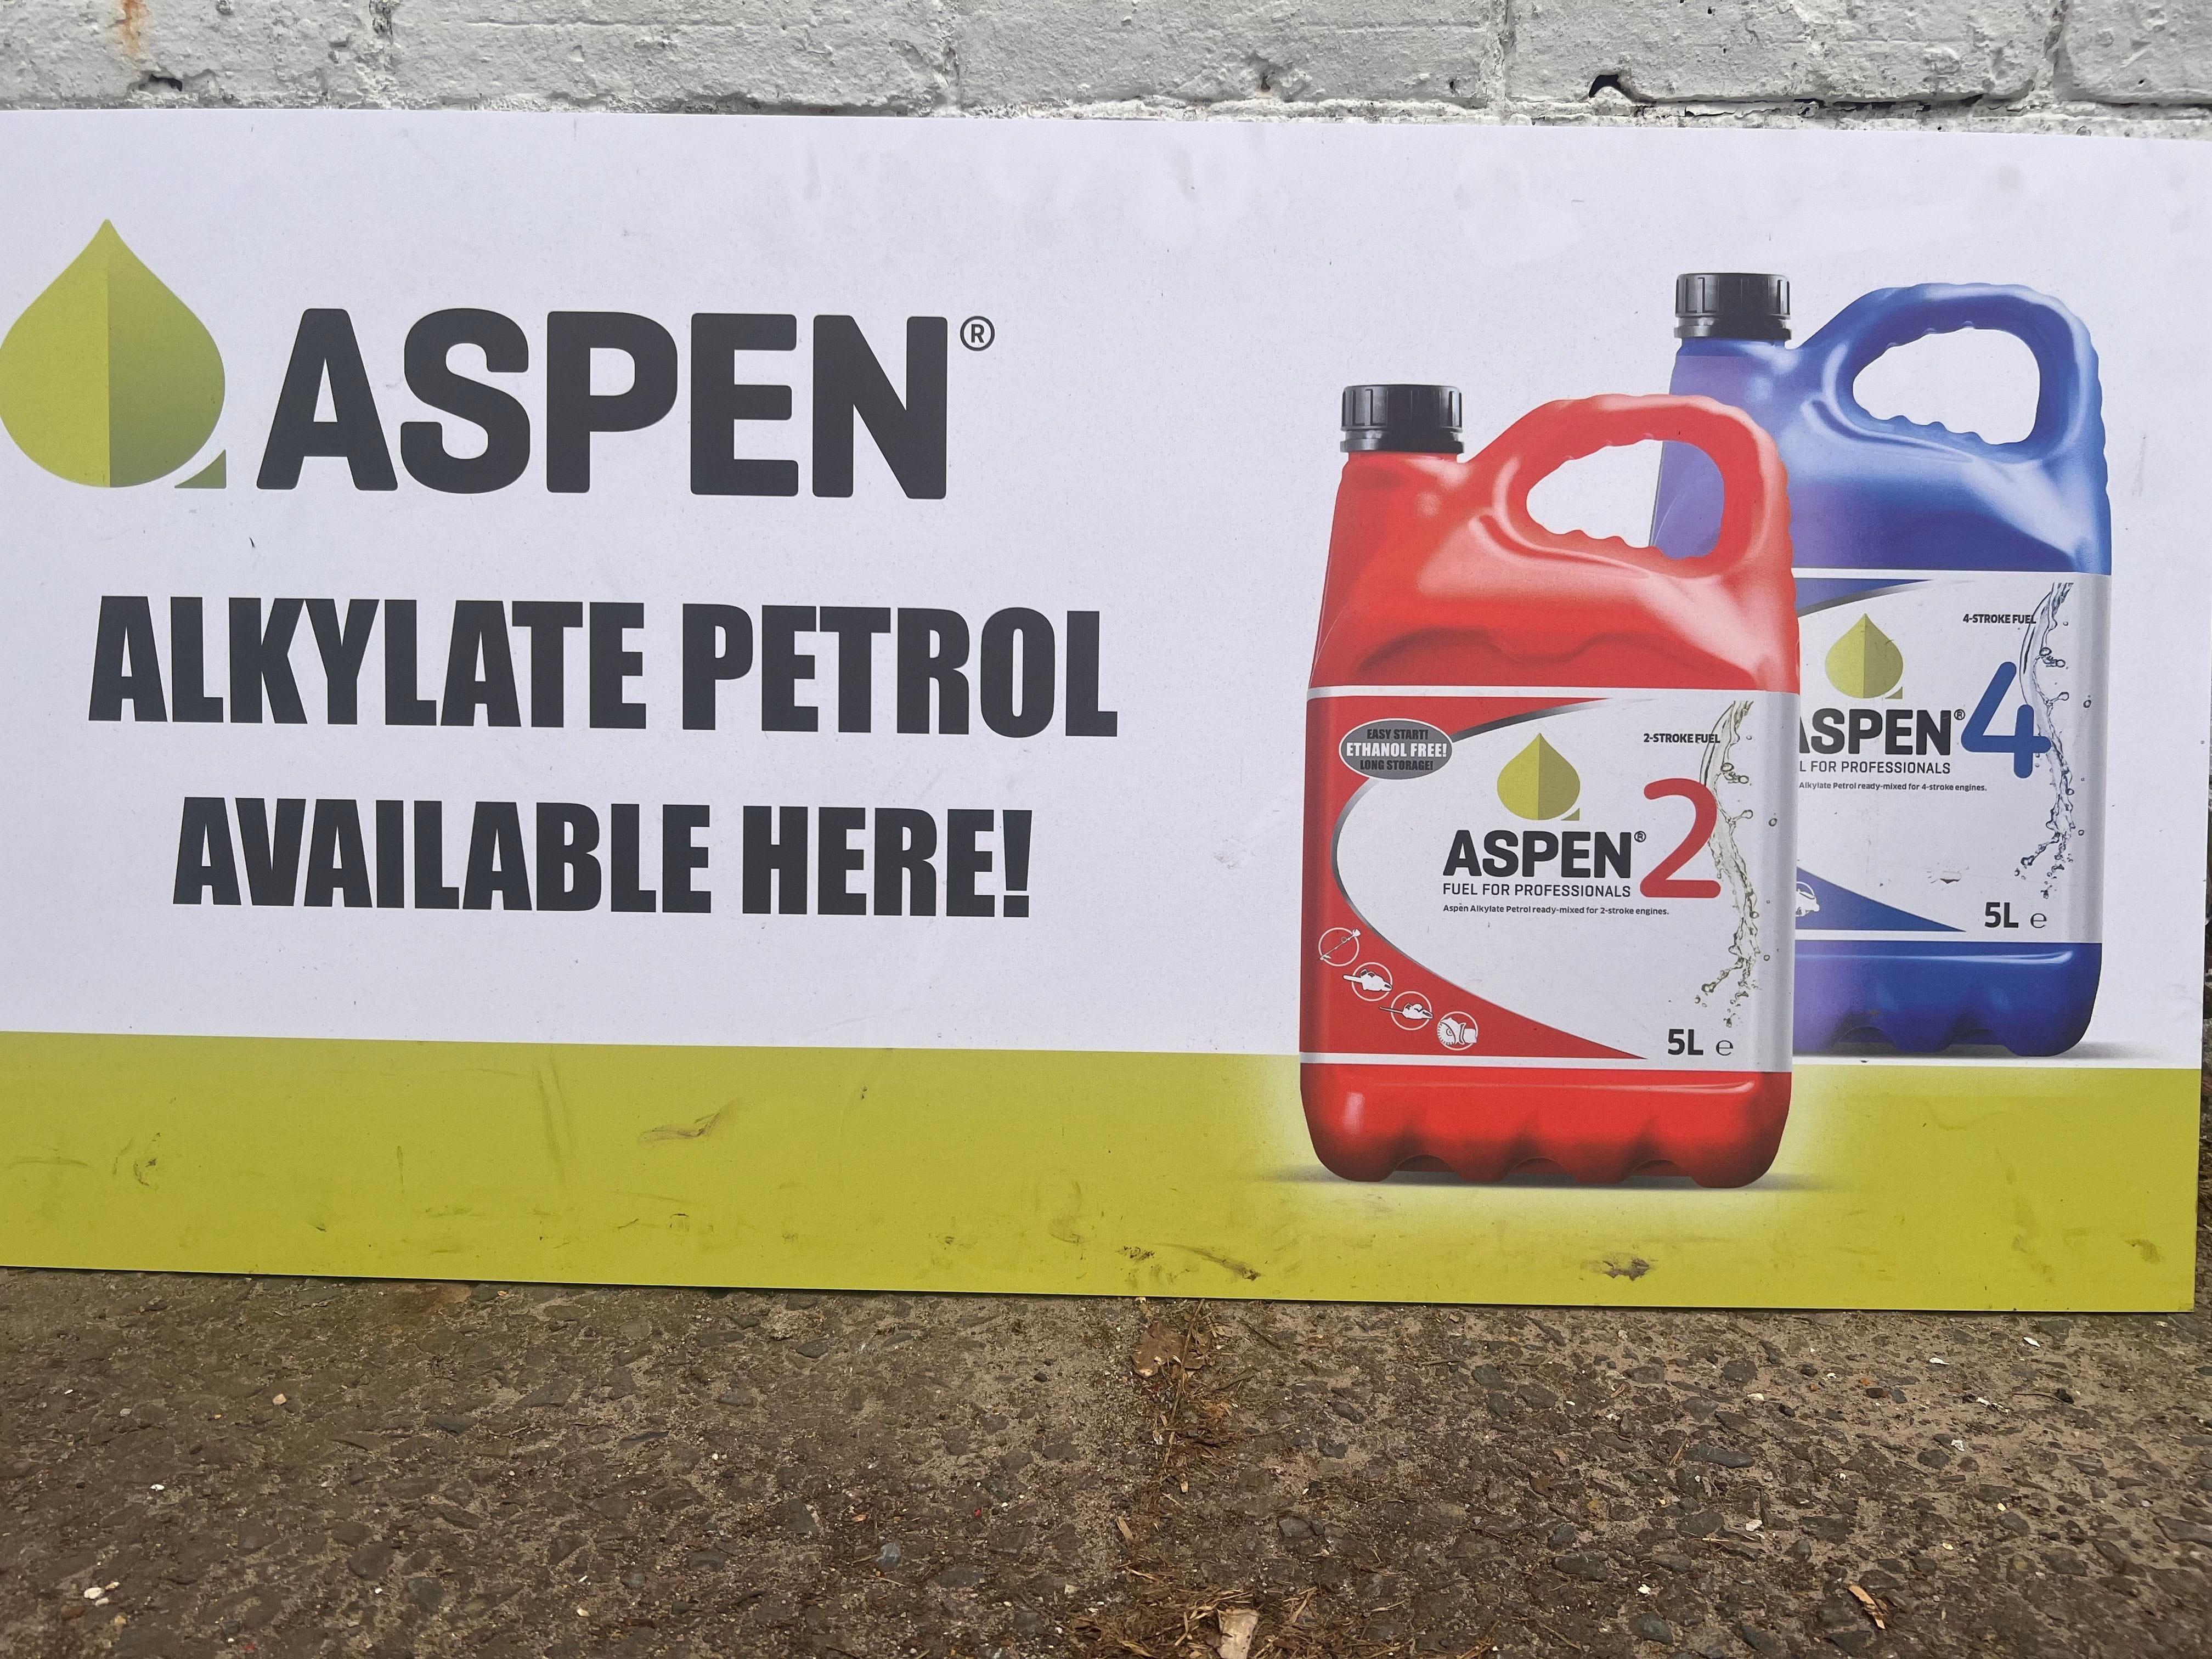 ASPEN®
ALKYLATE PETROL
AVAILABLE HERE!
EASY START!
ETHANOL FREE!
LONG STORAGE!
2-STROKE FUEL
ASPEN® 2
FUEL FOR PROFESSIONALS
Aspen Alkylate Petrol ready-mixed for 2-stroke engines.
5L ℮
4-STROKE FUEL
ASPEN® 4
L FOR PROFESSIONALS
Alkylate Petrol ready-mixed for 4-stroke engines.
5L ℮